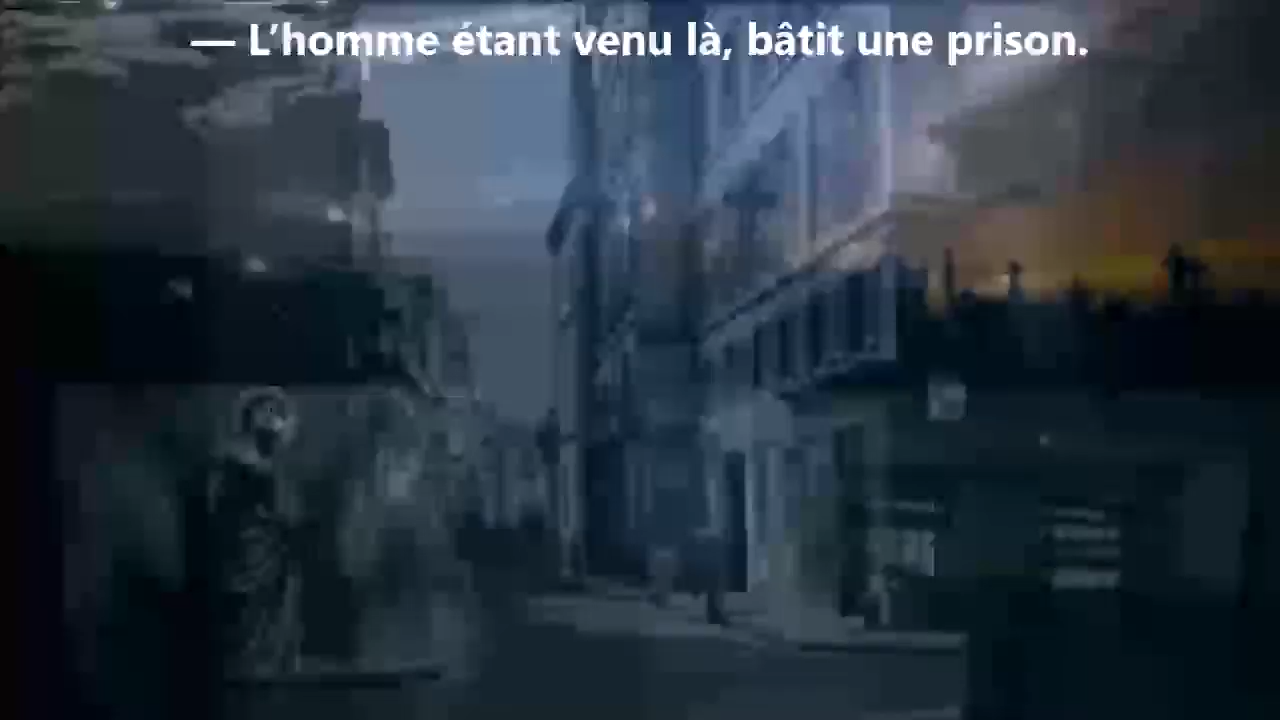 — L’homme étant venu là, bâtit une prison.